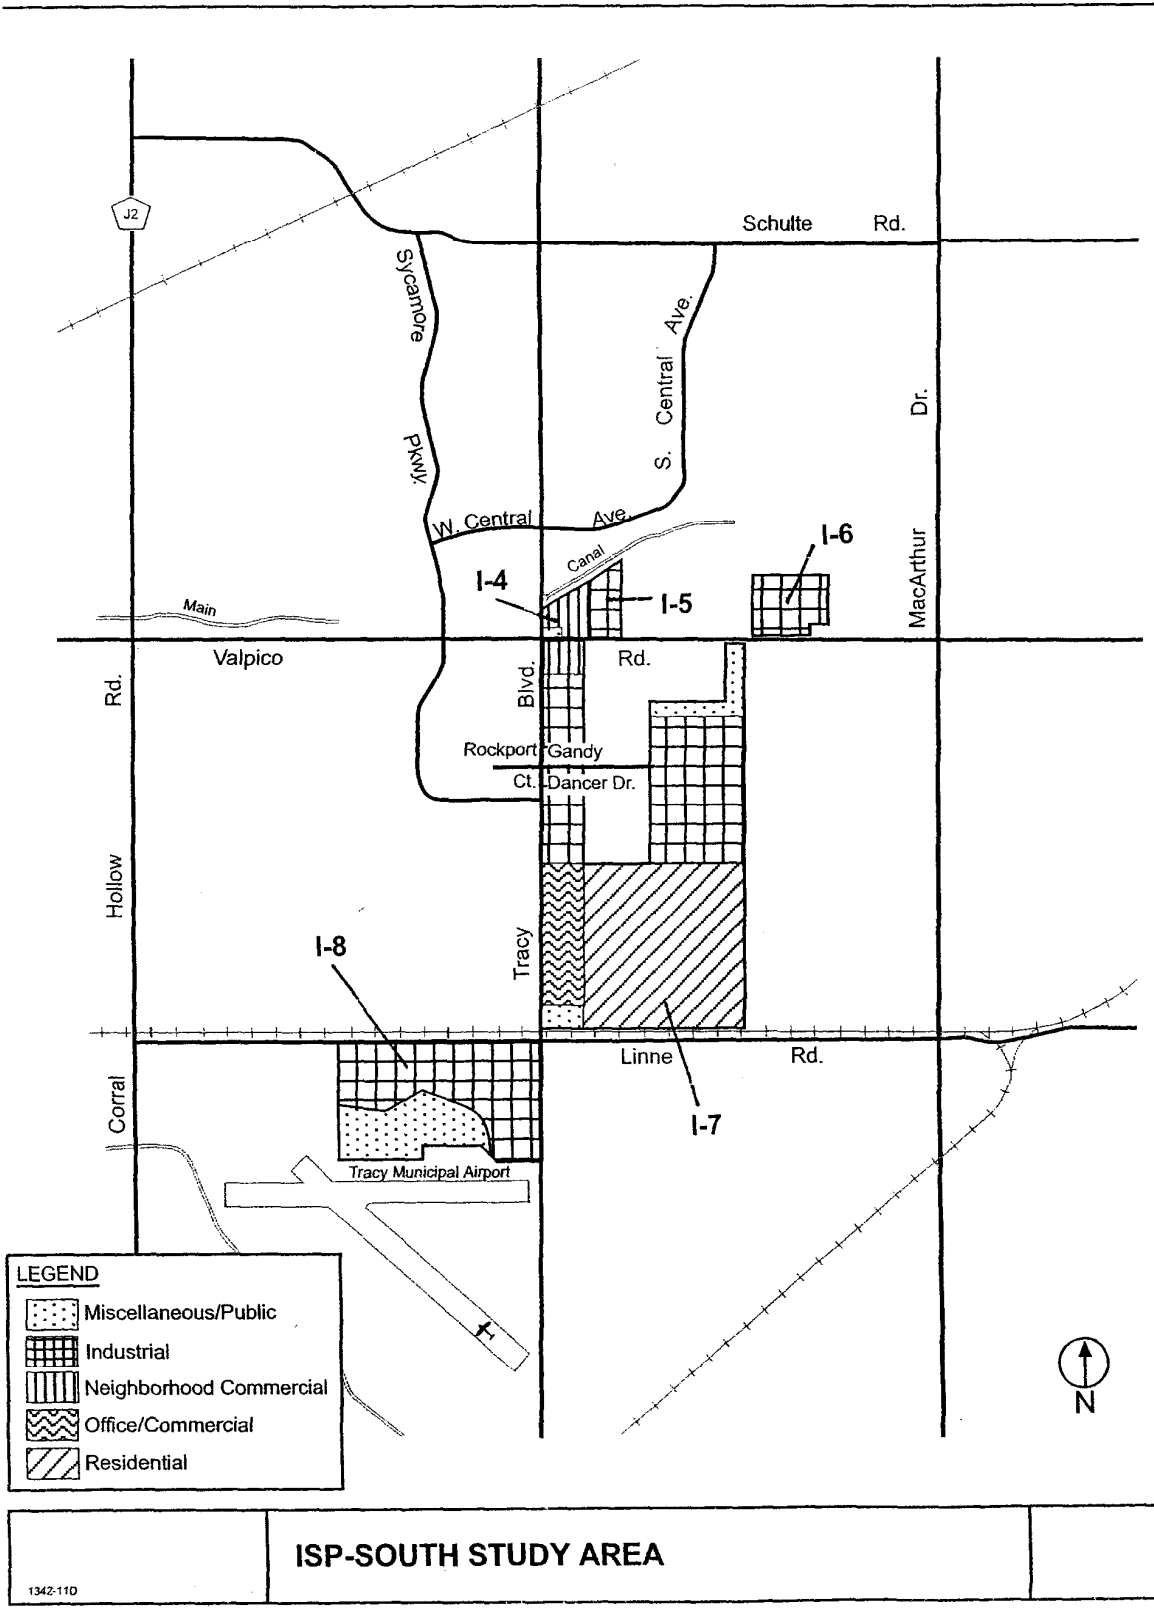 J2
Schulte Rd.
Sycamore Pkwy.
S. Central Ave.
MacArthur Dr.
W. Central Ave.
Canal
I-6
I-4
I-5
Main
Valpico Rd.
Corral Hollow Rd.
Tracy Blvd.
Rockport Ct.
Gandy Dancer Dr.
I-8
Linne Rd.
I-7
Tracy Municipal Airport
LEGEND
Miscellaneous/Public
Industrial
Neighborhood Commercial
Office/Commercial
Residential
N
ISP-SOUTH STUDY AREA
1342-11D